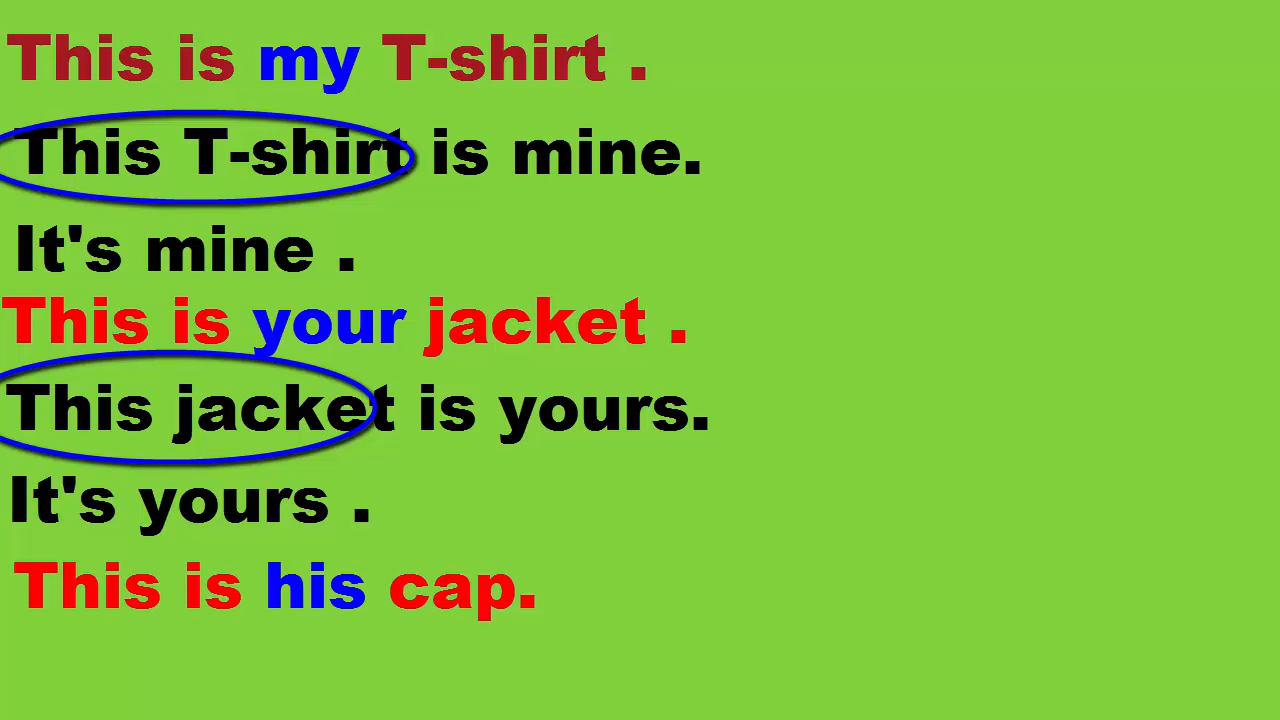 This is my T-shirt .
This T-shirt is mine.
It's mine .
This is your jacket .
This jacket is yours.
It's yours .
This is his cap.